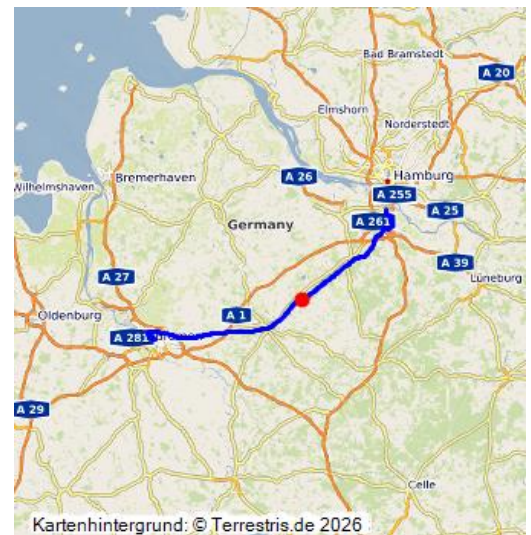 Bad Bramstedt
A 20
Elmshorn
Norderstedt
Wilhelmshaven
Bremerhaven
A 26
Hamburg
A 255
A 25
Germany
A 261
A 39
A 27
Lüneburg
Oldenburg
A 1
A 281
A 29
Celle
Kartenhintergrund: © Terrestris.de 2026